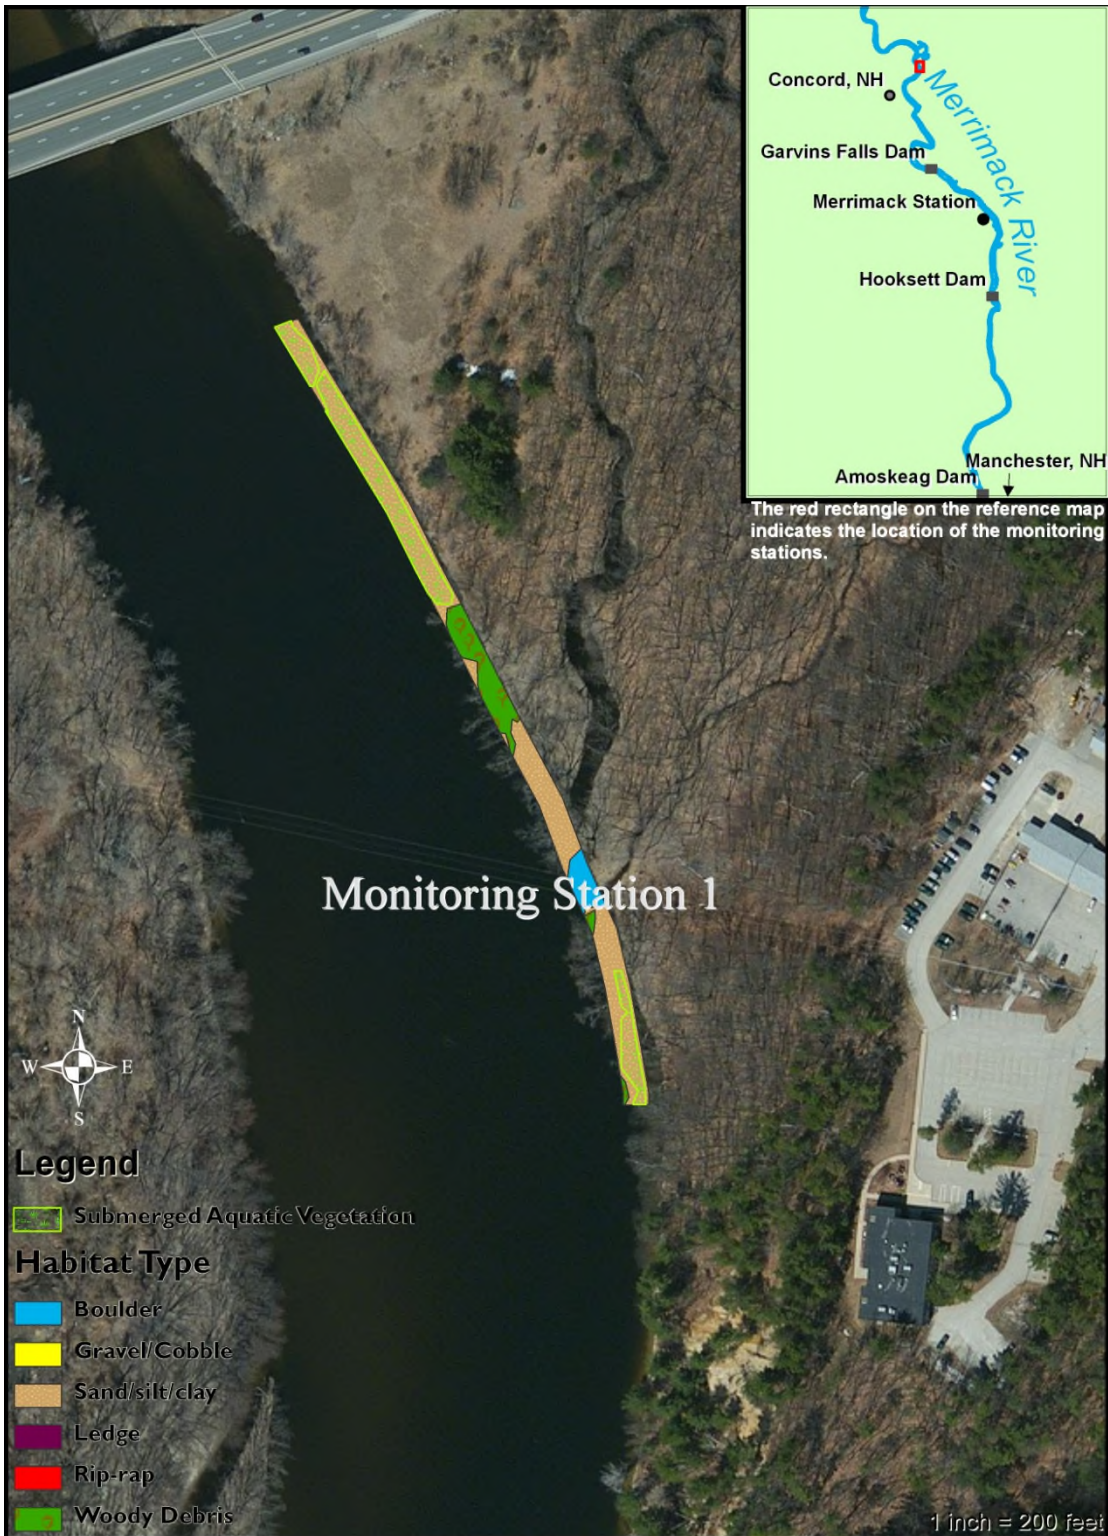 Concord, NH
Merrimack River
Garvins Falls Dam
Merrimack Station
Hooksett Dam
Manchester, NH
Amoskeag Dam
The red rectangle on the reference map
indicates the location of the monitoring
stations.
Monitoring Station 1
N
W E
S
Legend
Submerged Aquatic Vegetation
Habitat Type
Boulder
Gravel/Cobble
Sand/silt/clay
Ledge
Rip-rap
Woody Debris
1 inch = 200 feet